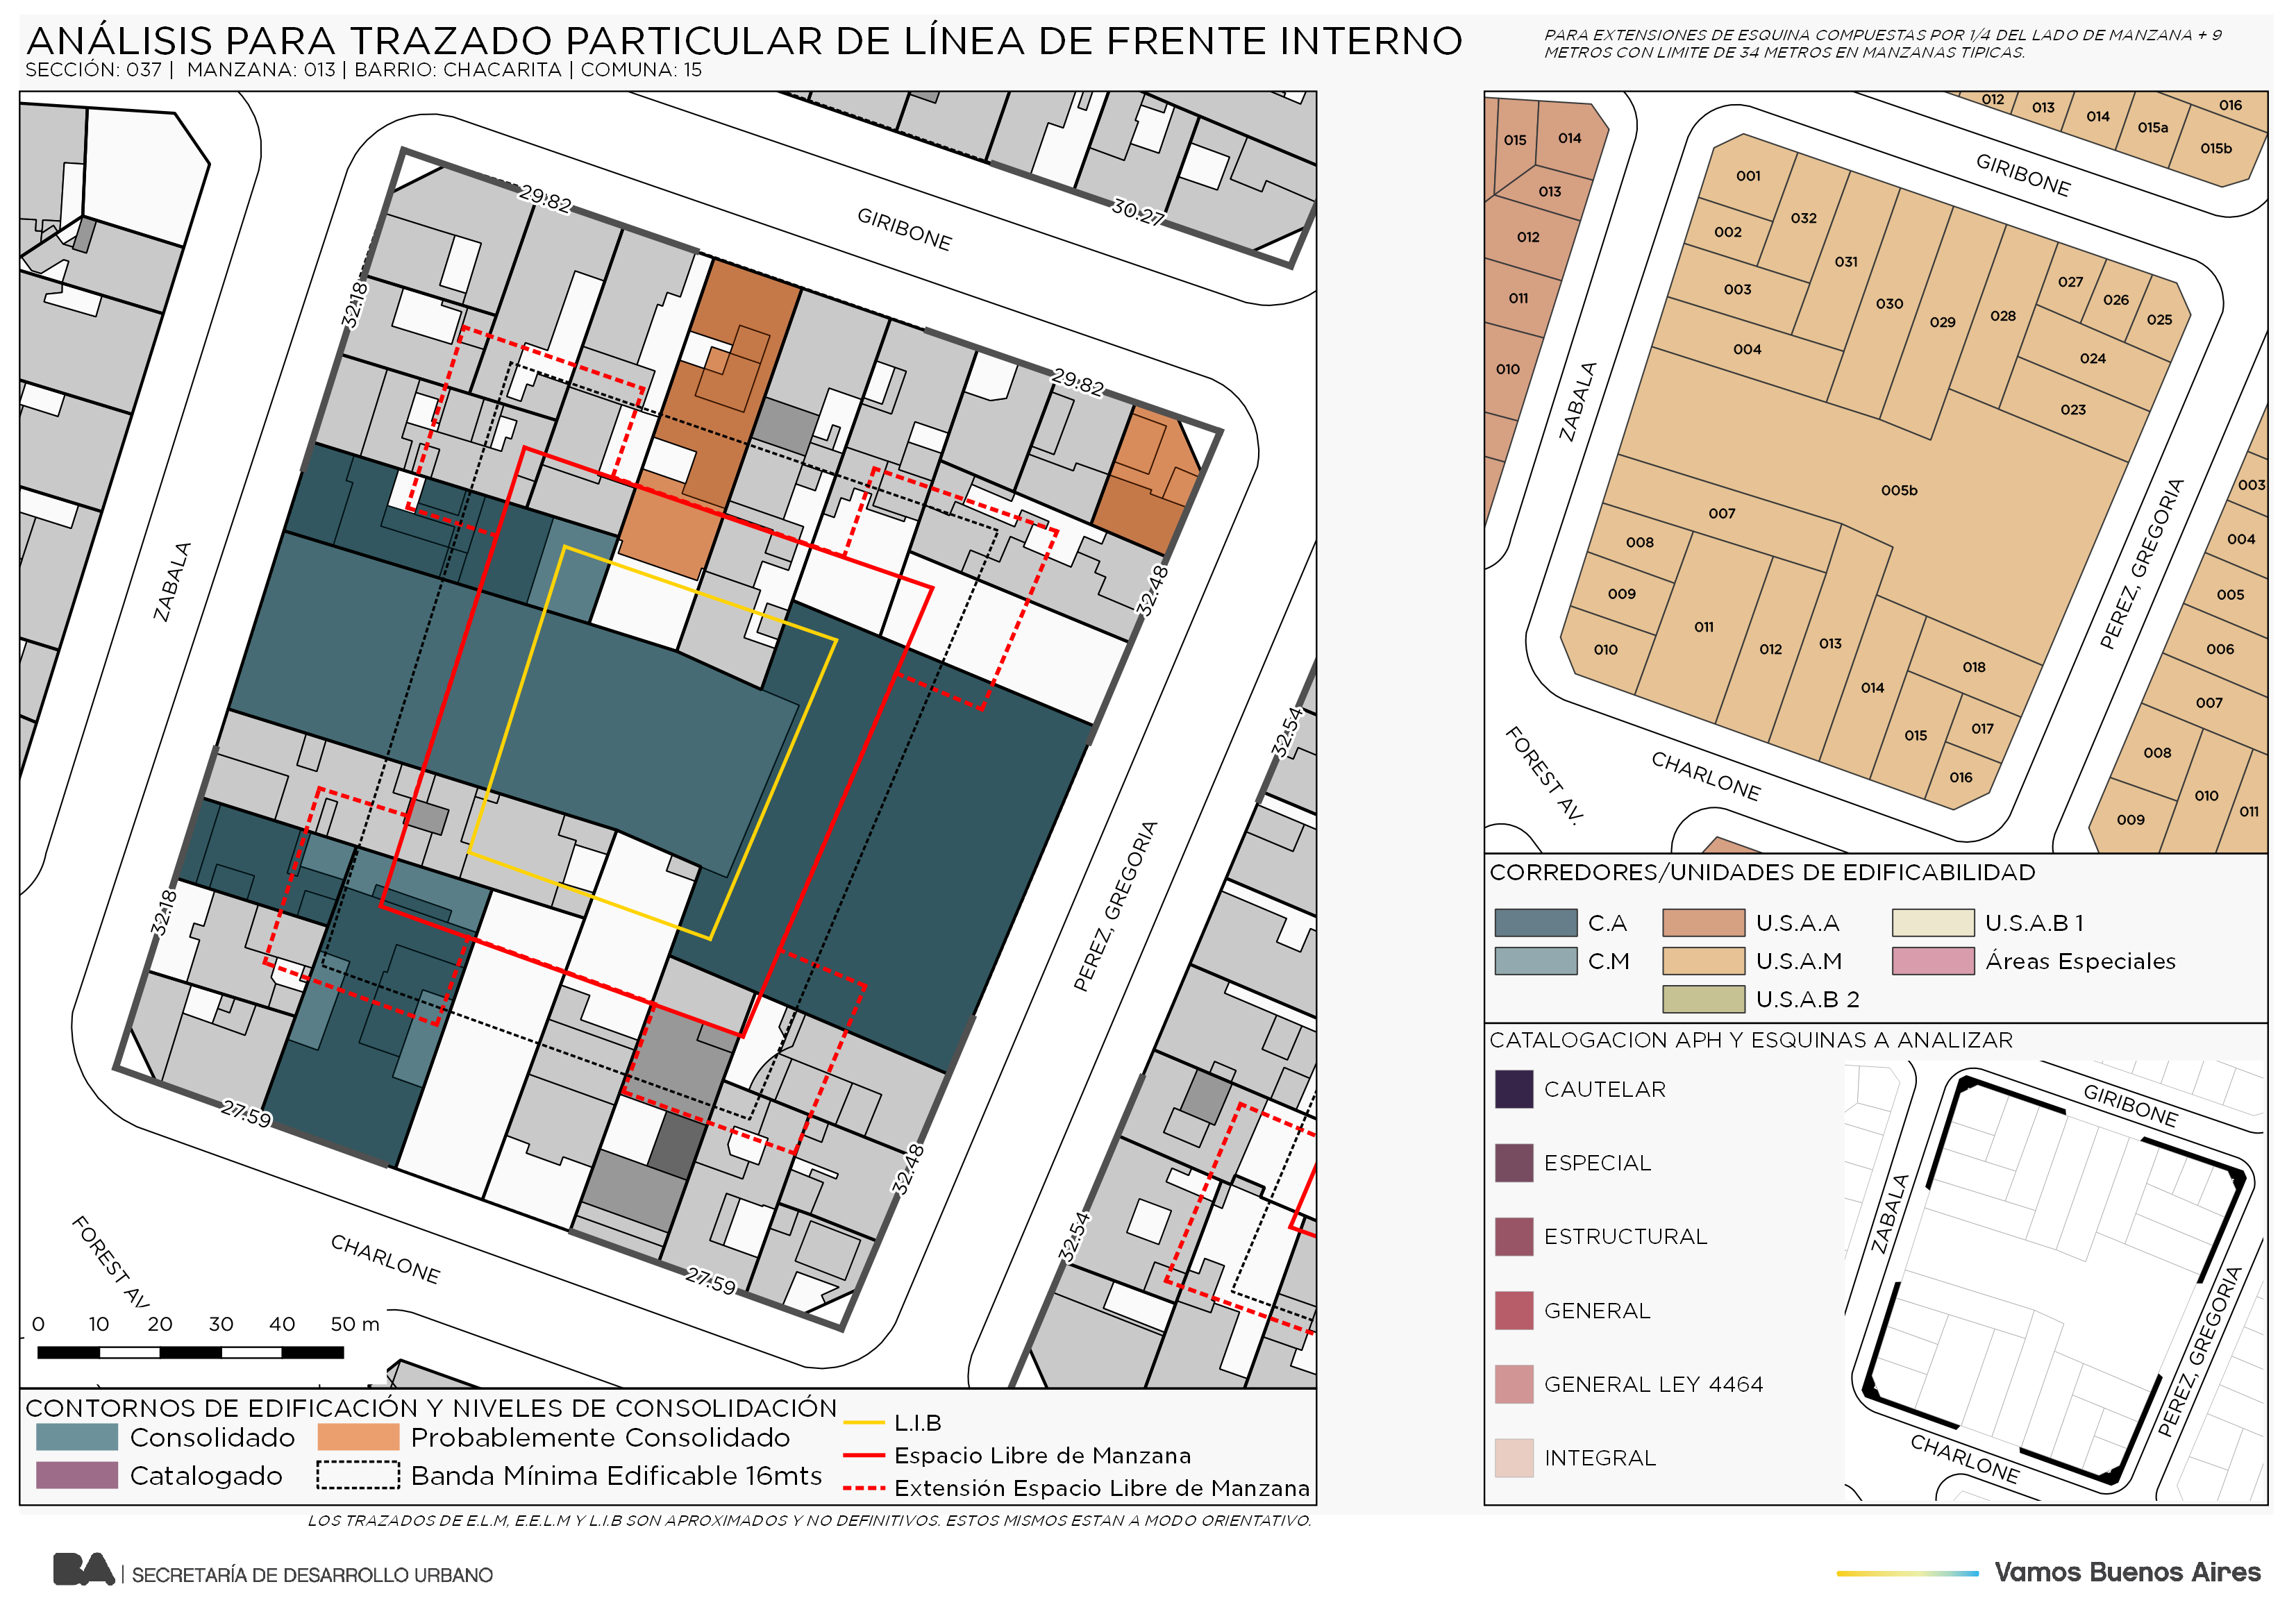 ANÁLISIS PARA TRAZADO PARTICULAR DE LÍNEA DE FRENTE INTERNO
SECCIÓN: 037 | MANZANA: 013 | BARRIO: CHACARITA | COMUNA: 15
PARA EXTENSIONES DE ESQUINA COMPUESTAS POR 1/4 DEL LADO DE MANZANA + 9
METROS CON LIMITE DE 34 METROS EN MANZANAS TIPICAS.
29.82
GIRIBONE
30.27
32.18
29.82
ZABALA
32.48
32.54
PEREZ, GREGORIA
32.18
27.59
32.48
32.54
CHARLONE
27.59
FOREST AV
0 10 20 30 40 50 m
CONTORNOS DE EDIFICACIÓN Y NIVELES DE CONSOLIDACIÓN
Consolidado
Probablemente Consolidado
Catalogado
Banda Mínima Edificable 16mts
L.I.B
Espacio Libre de Manzana
Extensión Espacio Libre de Manzana
LOS TRAZADOS DE E.L.M, E.E.L.M Y L.I.B SON APROXIMADOS Y NO DEFINITIVOS. ESTOS MISMOS ESTAN A MODO ORIENTATIVO.
012
013
014
015a
016
015b
015
014
013
012
011
010
GIRIBONE
001
032
002
031
003
030
029
028
027
026
025
004
024
023
ZABALA
005b
007
008
009
010
011
012
013
014
018
015
017
016
PEREZ, GREGORIA
003
004
005
006
007
008
010
009
011
FOREST AV.
CHARLONE
CORREDORES/UNIDADES DE EDIFICABILIDAD
C.A
U.S.A.A
U.S.A.B 1
C.M
U.S.A.M
Áreas Especiales
U.S.A.B 2
CATALOGACION APH Y ESQUINAS A ANALIZAR
CAUTELAR
ESPECIAL
ESTRUCTURAL
GENERAL
GENERAL LEY 4464
INTEGRAL
GIRIBONE
ZABALA
PEREZ, GREGORIA
CHARLONE
BA | SECRETARÍA DE DESARROLLO URBANO
Vamos Buenos Aires